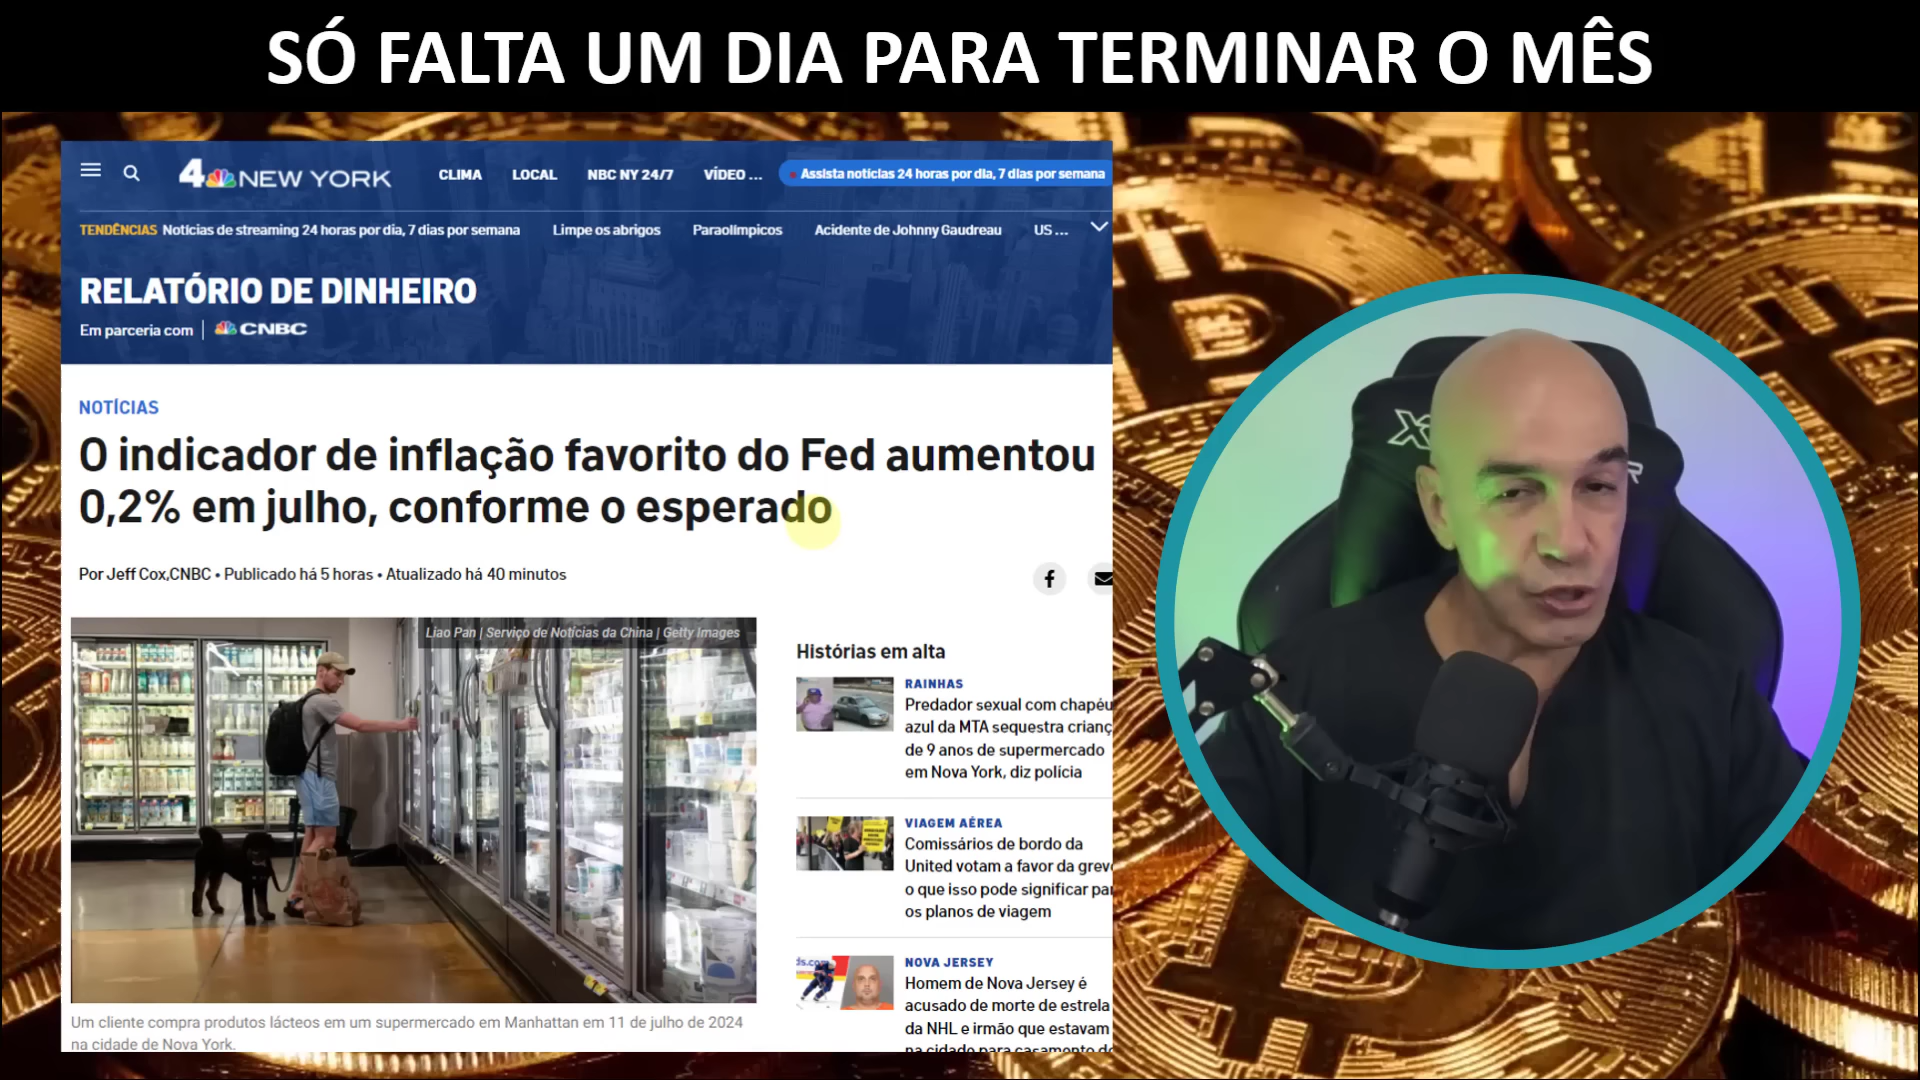 SÓ FALTA UM DIA PARA TERMINAR O MÊS
4 NEW YORK
CLIMA LOCAL NBC NY 24/7 VÍDEO ... Assista notícias 24 horas por dia, 7 dias por semana
TENDÊNCIAS Notícias de streaming 24 horas por dia, 7 dias por semana Limpe os abrigos Paraolímpicos Acidente de Johnny Gaudreau US ...
RELATÓRIO DE DINHEIRO
Em parceria com CNBC
NOTÍCIAS
O indicador de inflação favorito do Fed aumentou
0,2% em julho, conforme o esperado
Por Jeff Cox,CNBC • Publicado há 5 horas • Atualizado há 40 minutos
Liao Pan | Serviço de Notícias da China | Getty Images
Um cliente compra produtos lácteos em um supermercado em Manhattan em 11 de julho de 2024
na cidade de Nova York.
Histórias em alta
RAINHAS
Predador sexual com chapéu
azul da MTA sequestra crianç
de 9 anos de supermercado
em Nova York, diz polícia
VIAGEM AÉREA
Comissários de bordo da
United votam a favor da greve
o que isso pode significar par
os planos de viagem
NOVA JERSEY
Homem de Nova Jersey é
acusado de morte de estrela
da NHL e irmão que estavam
na cidade para casamento de